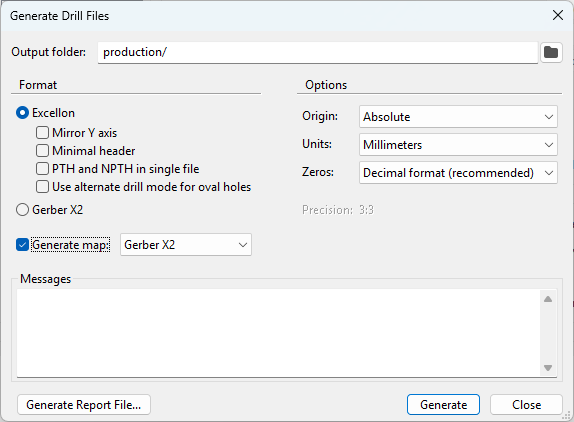 Generate Drill Files
Output folder: production/
Format
Excellon
Mirror Y axis
Minimal header
PTH and NPTH in single file
Use alternate drill mode for oval holes
Gerber X2
Generate map: Gerber X2
Options
Origin: Absolute
Units: Millimeters
Zeros: Decimal format (recommended)
Precision: 3:3
Messages
Generate Report File...
Generate
Close